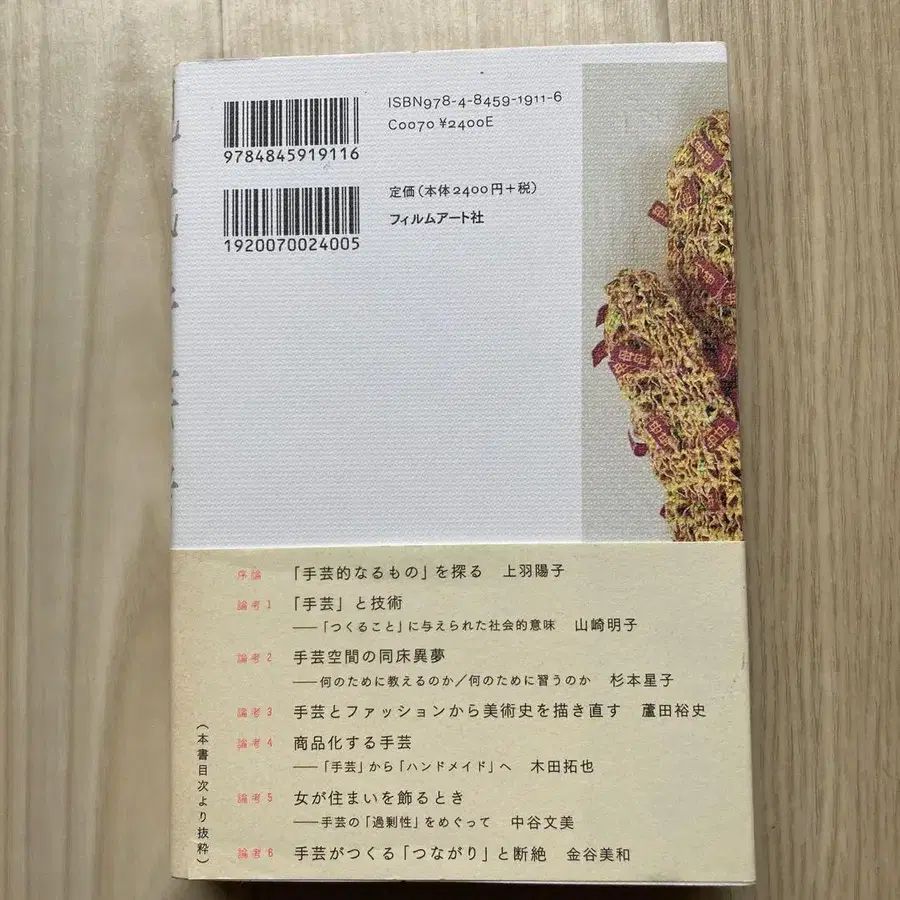 ISBN978-4-8459-1911-6
C0070 ¥2400E
9784845919116
定価(本体2400円+税)
フィルムアート社
1920070024005
序論 「手芸的なるもの」を探る 上羽陽子
論考1 「手芸」と技術
──「つくること」に与えられた社会的意味 山崎明子
論考2 手芸空間の同床異夢
──何のために教えるのか/何のために習うのか 杉本星子
論考3 手芸とファッションから美術史を描き直す 蘆田裕史
論考4 商品化する手芸
──「手芸」から「ハンドメイド」へ 木田拓也
論考5 女が住まいを飾るとき
──手芸の「過剰性」をめぐって 中谷文美
論考6 手芸がつくる「つながり」と断絶 金谷美和
(本書目次より抜粋)